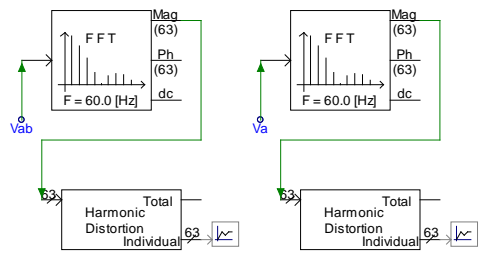 Mag
(63)
F F T
Ph
(63)
F = 60.0 [Hz]
dc
Vab
63
Total
Harmonic
Distortion
Individual
63
Mag
(63)
F F T
Ph
(63)
F = 60.0 [Hz]
dc
Va
63
Total
Harmonic
Distortion
Individual
63